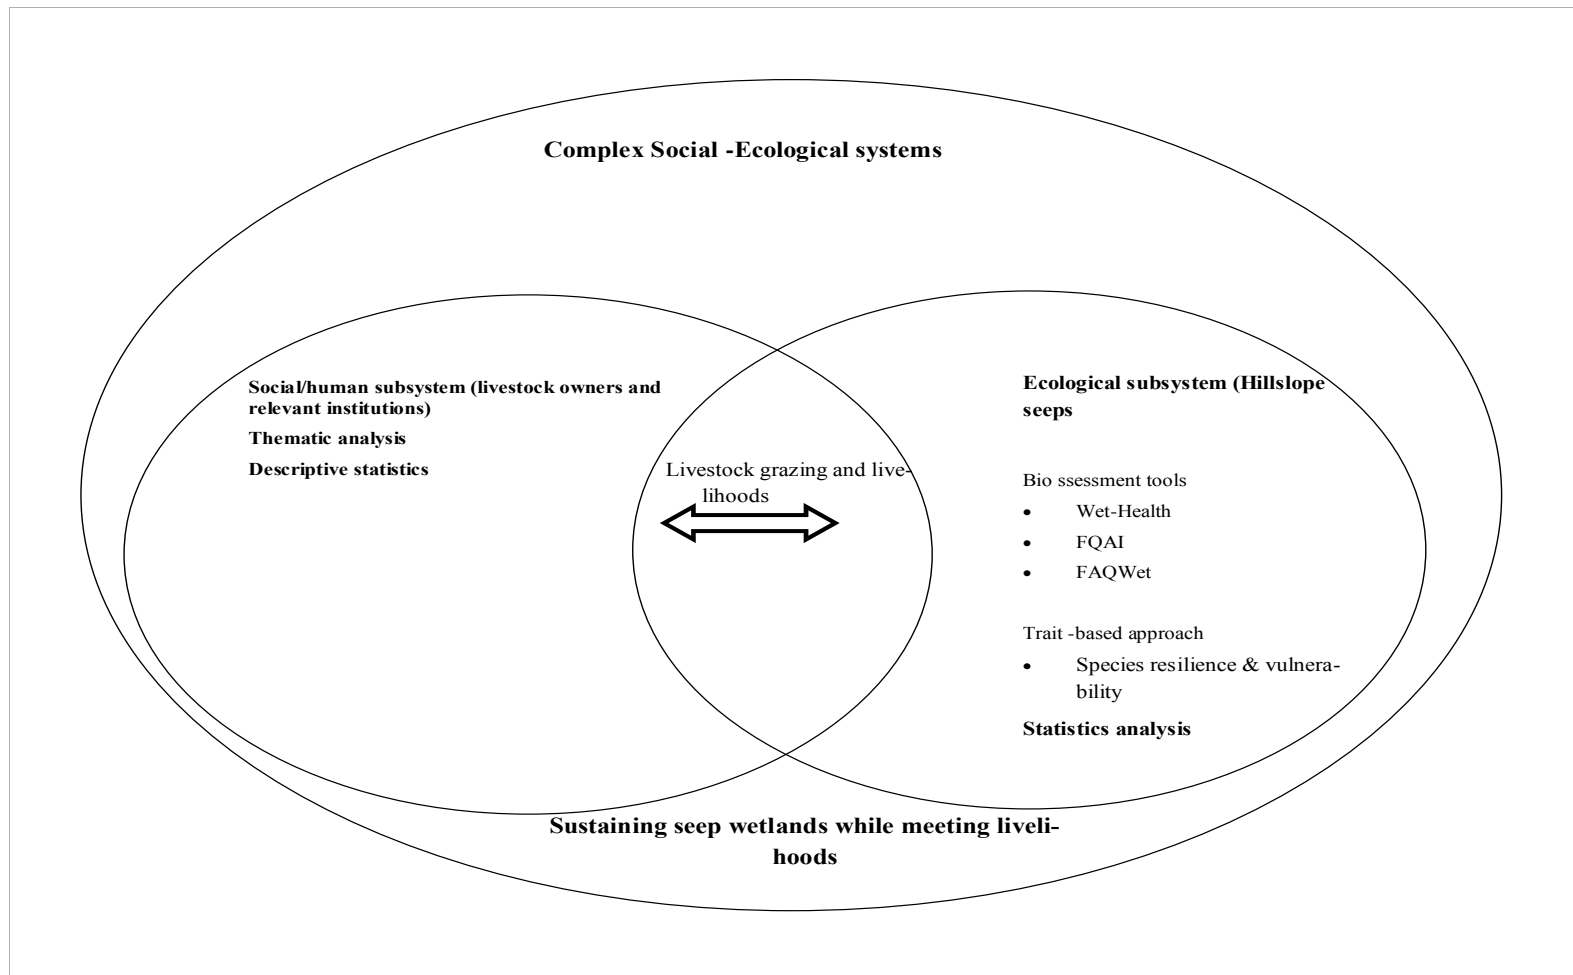 Complex Social -Ecological systems
Social/human subsystem (livestock owners and
relevant institutions)
Thematic analysis
Descriptive statistics
Livestock grazing and live-
lihoods
Ecological subsystem (Hillslope
seeps
Bio ssessment tools
• Wet-Health
• FQAI
• FAQWet
Trait -based approach
• Species resilience & vulnera-
bility
Statistics analysis
Sustaining seep wetlands while meeting liveli-
hoods